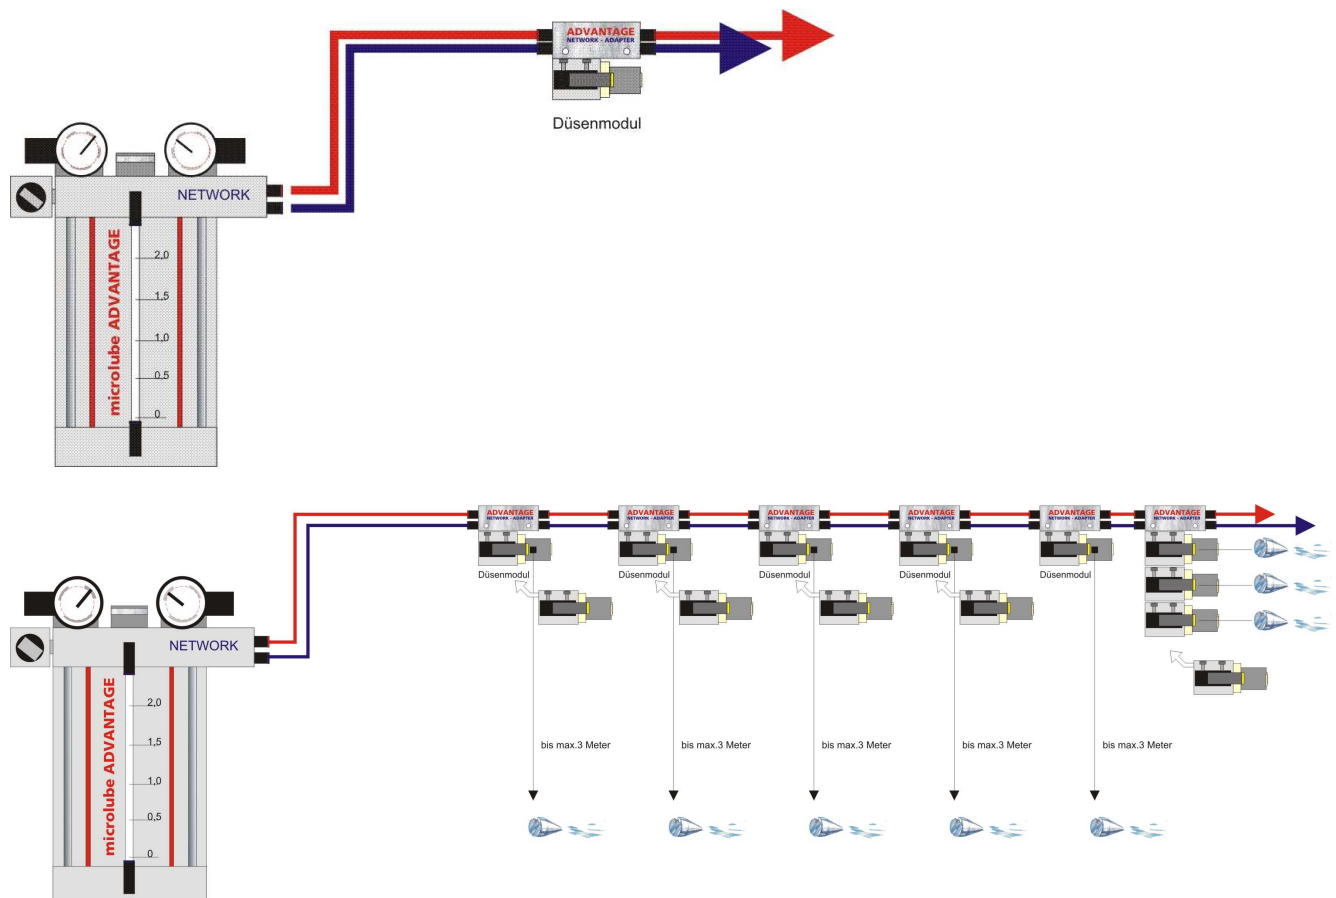 ADVANTAGE
NETWORK - ADAPTER
Düsenmodul
NETWORK
microlube ADVANTAGE
2,0
1,5
1,0
0,5
0
ADVANTAGE
NETWORK - ADAPTER
ADVANTAGE
NETWORK - ADAPTER
ADVANTAGE
NETWORK - ADAPTER
ADVANTAGE
NETWORK - ADAPTER
ADVANTAGE
NETWORK - ADAPTER
ADVANTAGE
NETWORK - ADAPTER
Düsenmodul
Düsenmodul
Düsenmodul
Düsenmodul
Düsenmodul
NETWORK
microlube ADVANTAGE
2,0
1,5
1,0
0,5
0
bis max.3 Meter
bis max.3 Meter
bis max.3 Meter
bis max.3 Meter
bis max.3 Meter